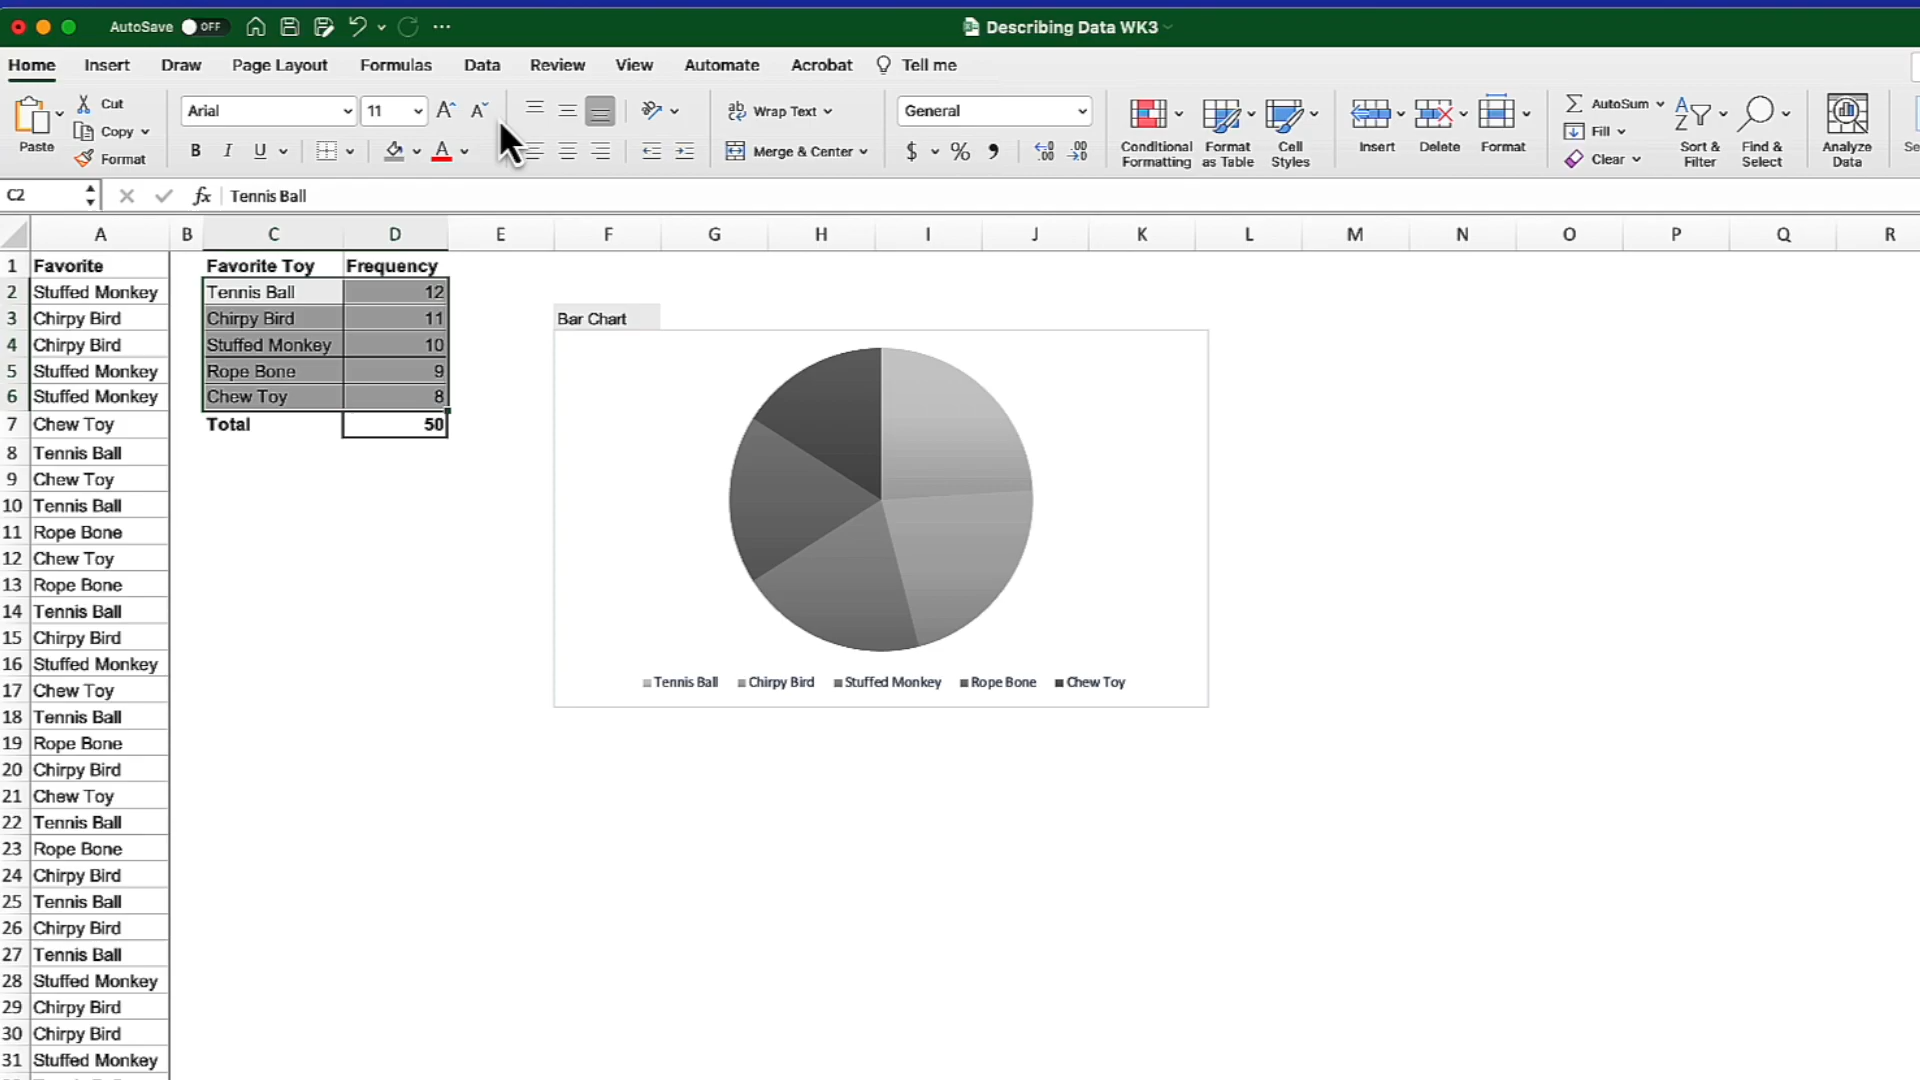 AutoSave OFF
Describing Data WK3
Home Insert Draw Page Layout Formulas Data Review View Automate Acrobat Tell me
Paste
Cut
Copy
Format
Arial 11
B I U
Wrap Text
Merge & Center
General
$ %
Conditional Formatting
Format as Table
Cell Styles
Insert
Delete
Format
AutoSum
Fill
Clear
Sort & Filter
Find & Select
Analyze Data
C2 fx Tennis Ball
A B C D E F G H I J K L M N O P Q R
1 Favorite Favorite Toy Frequency
2 Stuffed Monkey Tennis Ball 12
3 Chirpy Bird Chirpy Bird 11 Bar Chart
4 Chirpy Bird Stuffed Monkey 10
5 Stuffed Monkey Rope Bone 9
6 Stuffed Monkey Chew Toy 8
7 Chew Toy Total 50
8 Tennis Ball
9 Chew Toy
10 Tennis Ball
11 Rope Bone
12 Chew Toy
13 Rope Bone
14 Tennis Ball
15 Chirpy Bird
16 Stuffed Monkey
17 Chew Toy
Tennis Ball Chirpy Bird Stuffed Monkey Rope Bone Chew Toy
18 Tennis Ball
19 Rope Bone
20 Chirpy Bird
21 Chew Toy
22 Tennis Ball
23 Rope Bone
24 Chirpy Bird
25 Tennis Ball
26 Chirpy Bird
27 Tennis Ball
28 Stuffed Monkey
29 Chirpy Bird
30 Chirpy Bird
31 Stuffed Monkey